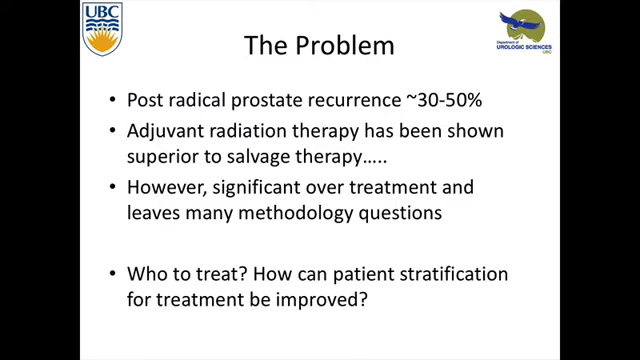 UBC
Department of
UROLOGIC SCIENCES
UBC
The Problem
• Post radical prostate recurrence ~30-50%
• Adjuvant radiation therapy has been shown
superior to salvage therapy…..
• However, significant over treatment and
leaves many methodology questions
• Who to treat? How can patient stratification
for treatment be improved?